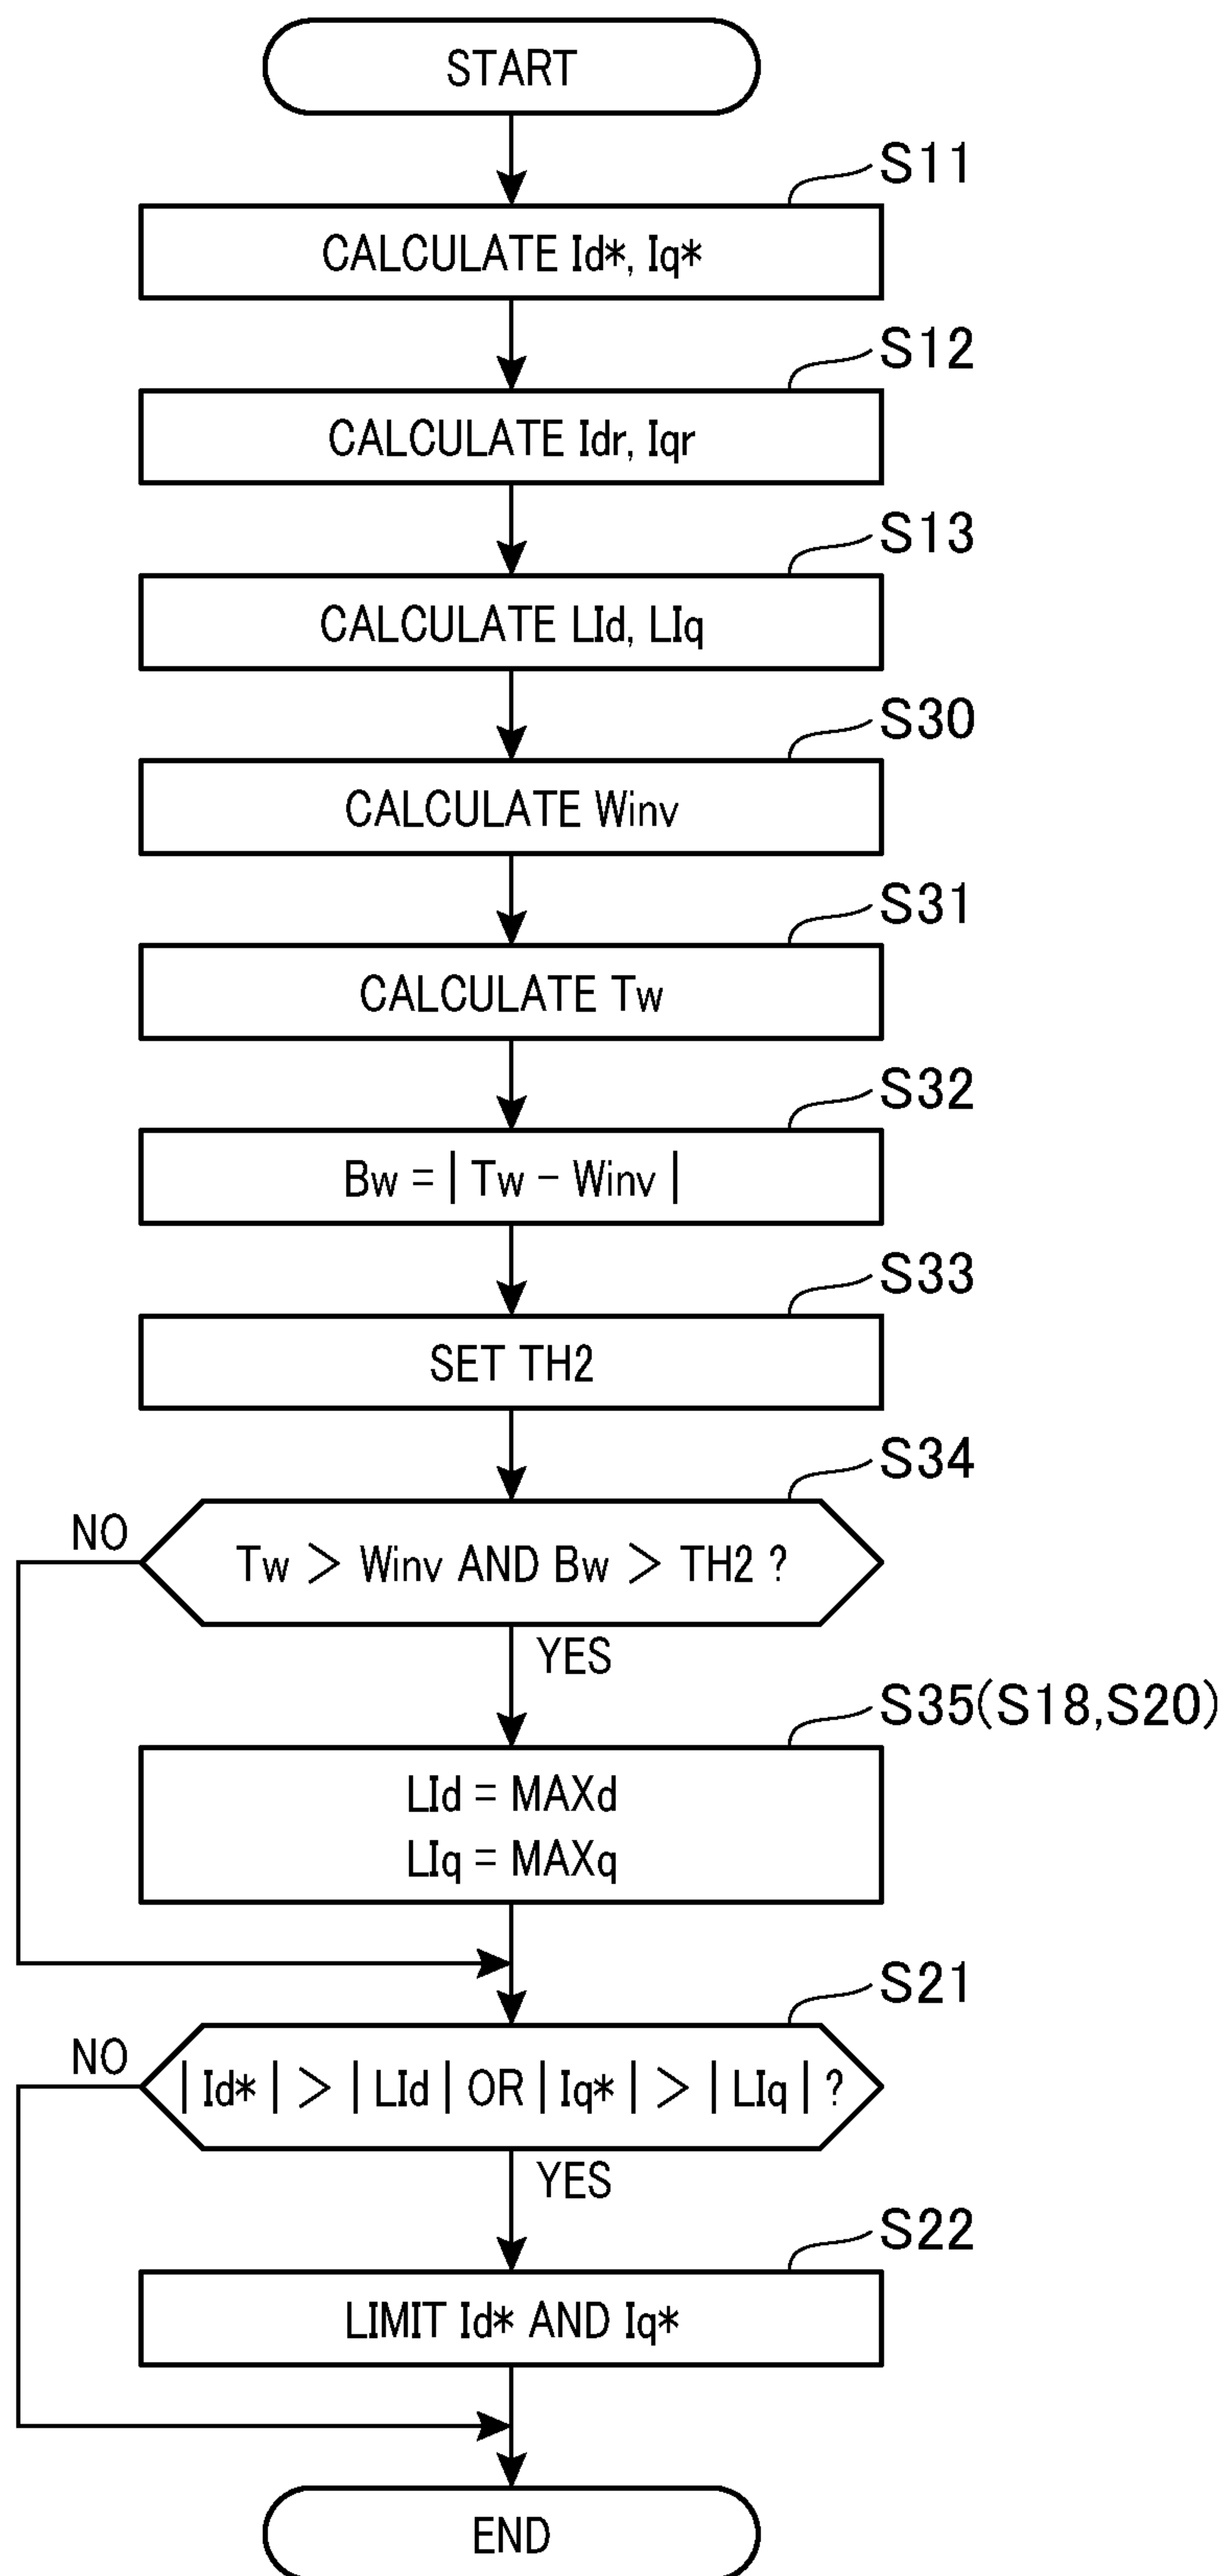 START
S11
CALCULATE Id*, Iq*
S12
CALCULATE Idr, Iqr
S13
CALCULATE LId, LIq
S30
CALCULATE Winv
S31
CALCULATE Tw
S32
Bw = | Tw - Winv |
S33
SET TH2
S34
NO
Tw > Winv AND Bw > TH2 ?
YES
S35(S18,S20)
LId = MAXd
LIq = MAXq
S21
NO
| Id* | > | LId | OR | Iq* | > | LIq | ?
YES
S22
LIMIT Id* AND Iq*
END